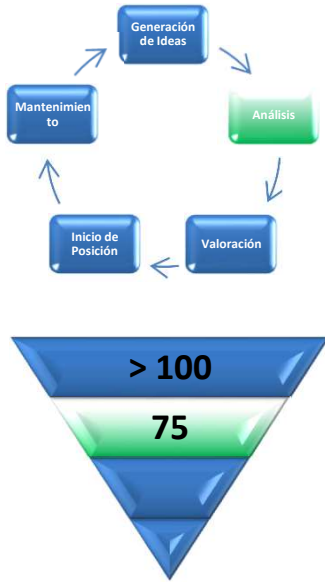 Generación
de Ideas
Análisis
Valoración
Inicio de
Posición
Mantenimien
to
> 100
75